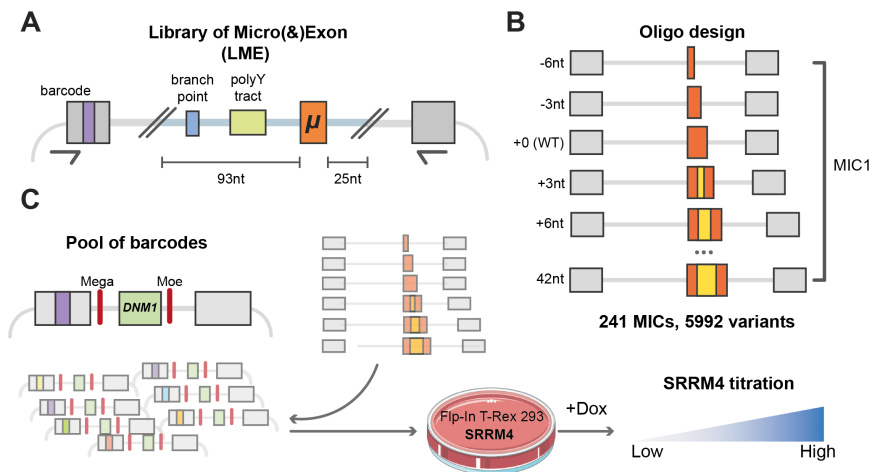 A
Library of Micro(&)Exon
(LME)
barcode
branch
point
polyY
tract
µ
93nt
25nt
B
Oligo design
-6nt
-3nt
+0 (WT)
+3nt
+6nt
...
42nt
MIC1
241 MICs, 5992 variants
C
Pool of barcodes
Mega
Moe
DNM1
Flp-In T-Rex 293
SRRM4
+Dox
SRRM4 titration
Low
High